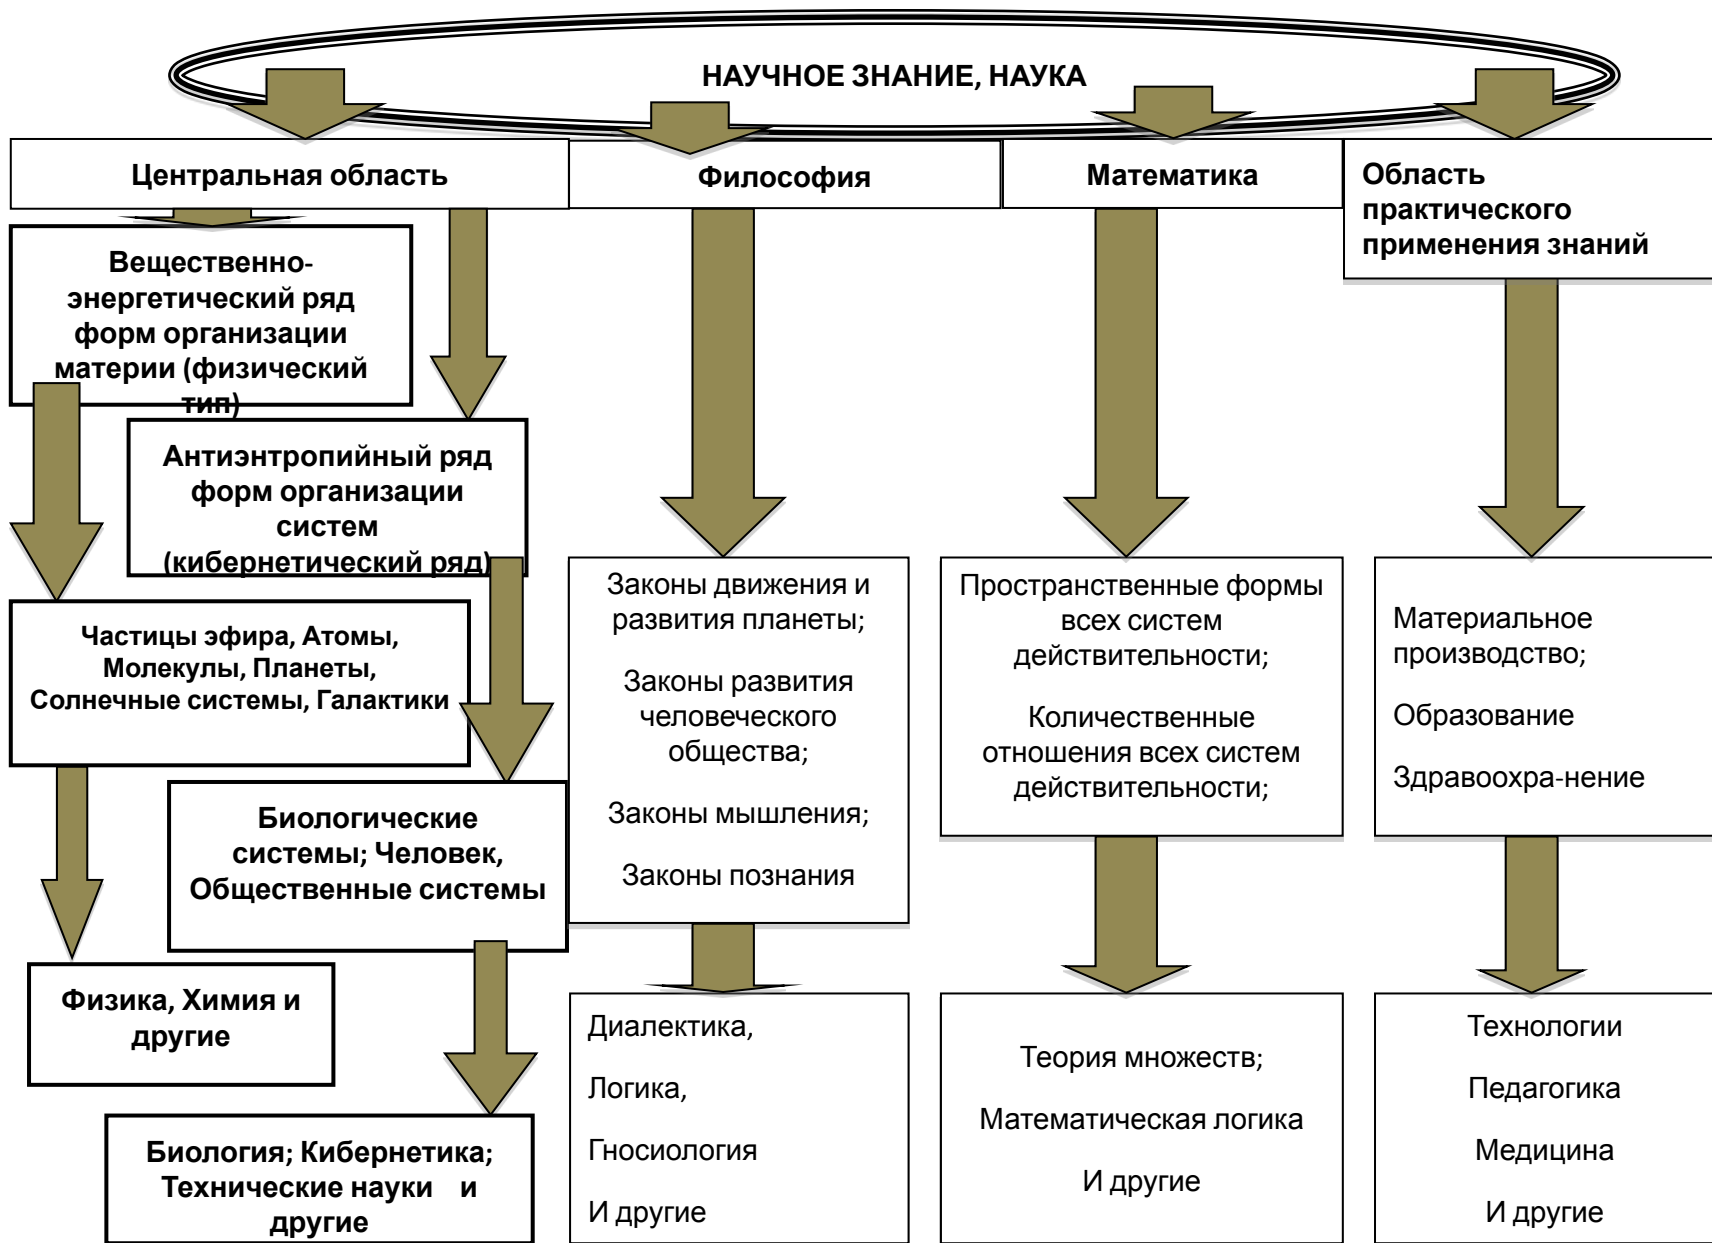 НАУЧНОЕ ЗНАНИЕ, НАУКА
Центральная область
Философия
Математика
Область
практического
применения знаний
Вещественно-
энергетический ряд
форм организации
материи (физический
тип)
Антиэнтропийный ряд
форм организации
систем
(кибернетический ряд)
Частицы эфира, Атомы,
Молекулы, Планеты,
Солнечные системы, Галактики
Биологические
системы; Человек,
Общественные системы
Физика, Химия и
другие
Биология; Кибернетика;
Технические науки и
другие
Законы движения и
развития планеты;
Законы развития
человеческого
общества;
Законы мышления;
Законы познания
Диалектика,
Логика,
Гносиология
И другие
Пространственные формы
всех систем
действительности;
Количественные
отношения всех систем
действительности;
Теория множеств;
Математическая логика
И другие
Материальное
производство;
Образование
Здравоохра-нение
Технологии
Педагогика
Медицина
И другие